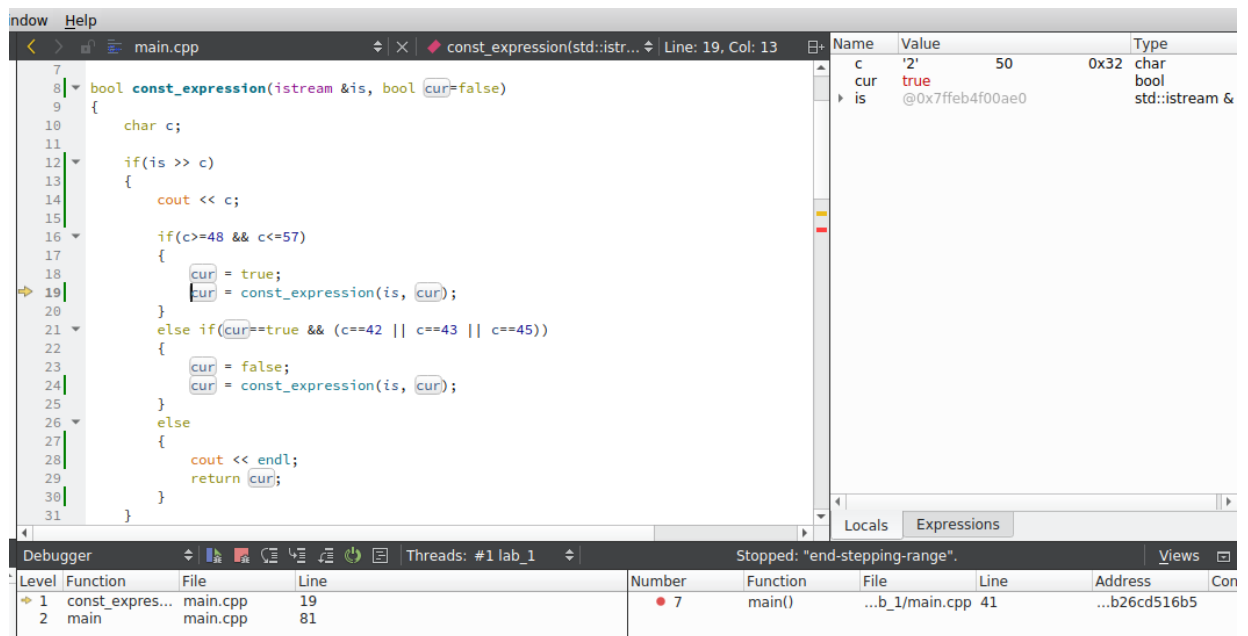 indow Help
main.cpp const_expression(std::istr... Line: 19, Col: 13
7
8 bool const_expression(istream &is, bool cur=false)
9 {
10 char c;
11
12 if(is >> c)
13 {
14 cout << c;
15
16 if(c>=48 && c<=57)
17 {
18 cur = true;
19 cur = const_expression(is, cur);
20 }
21 else if(cur==true && (c==42 || c==43 || c==45))
22 {
23 cur = false;
24 cur = const_expression(is, cur);
25 }
26 else
27 {
28 cout << endl;
29 return cur;
30 }
31 }
Name Value Type
c '2' 50 0x32 char
cur true bool
is @0x7ffeb4f00ae0 std::istream &
Locals Expressions
Debugger Threads: #1 lab_1 Stopped: "end-stepping-range". Views
Level Function File Line
1 const_expres... main.cpp 19
2 main main.cpp 81
Number Function File Line Address Con
7 main() ...b_1/main.cpp 41 ...b26cd516b5